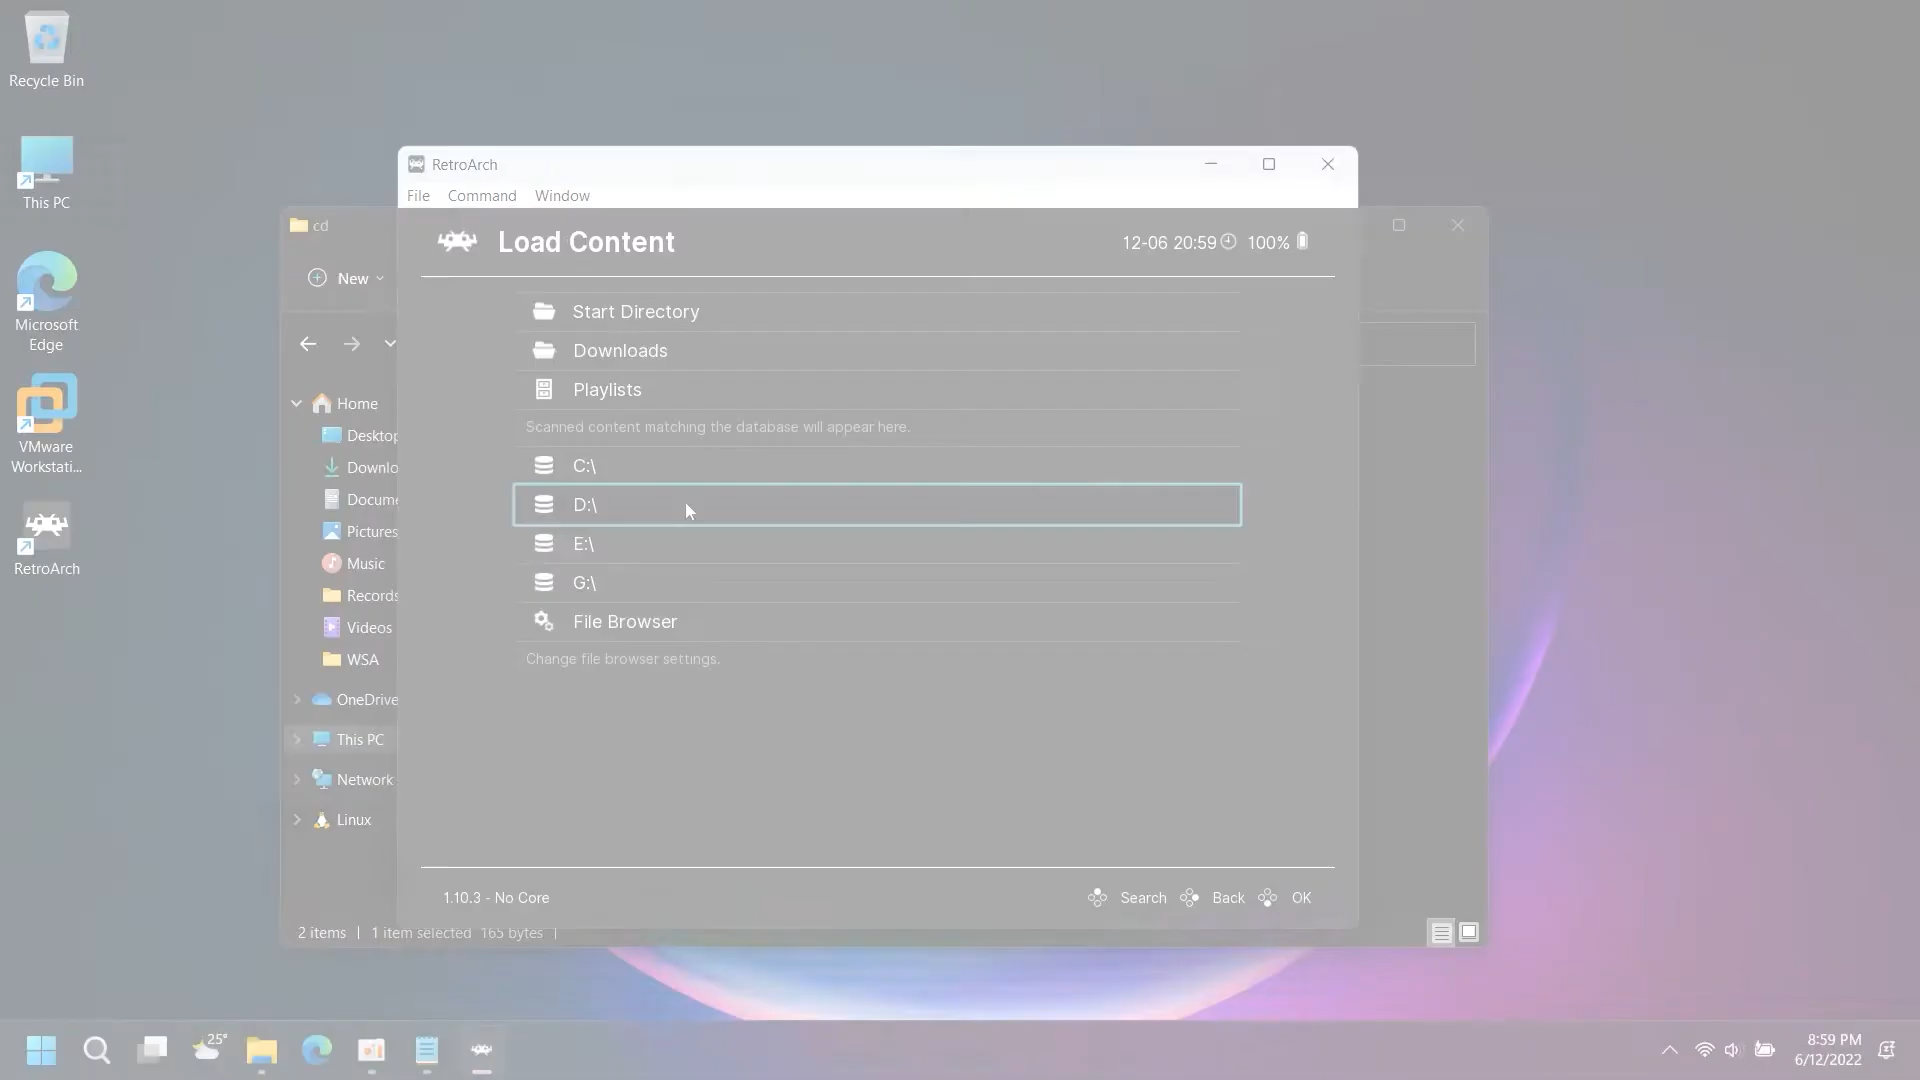 Recycle Bin
This PC
Microsoft
Edge
VMware
Workstati...
RetroArch
RetroArch
File Command Window
cd
Load Content
12-06 20:59 100%
New
Start Directory
Downloads
Playlists
Scanned content matching the database will appear here.
C:\
D:\
E:\
G:\
File Browser
Change file browser settings.
Home
Desktop
Downlo
Docume
Pictures
Music
Records
Videos
WSA
OneDrive
This PC
Network
Linux
1.10.3 - No Core
Search Back OK
2 items | 1 item selected 165 bytes |
25°
8:59 PM
6/12/2022